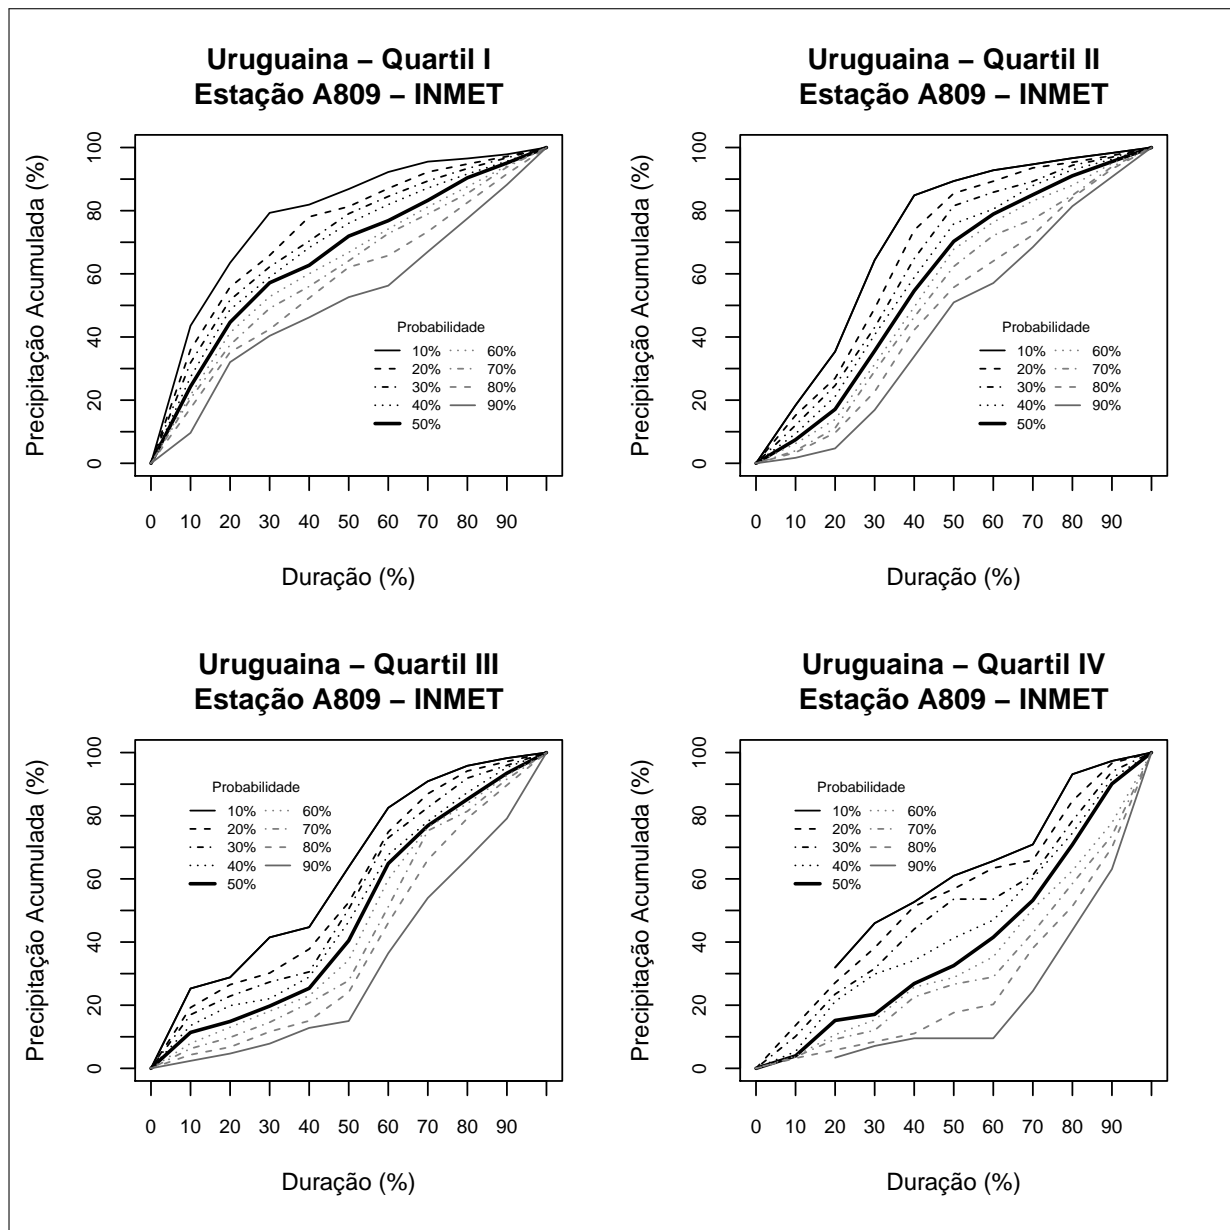 Uruguaina – Quartil I
Estação A809 – INMET
Precipitação Acumulada (%)
100
80
60
40
20
0
Probabilidade
10% 60%
20% 70%
30% 80%
40% 90%
50%
0 10 20 30 40 50 60 70 80 90
Duração (%)
Uruguaina – Quartil II
Estação A809 – INMET
Precipitação Acumulada (%)
100
80
60
40
20
0
Probabilidade
10% 60%
20% 70%
30% 80%
40% 90%
50%
0 10 20 30 40 50 60 70 80 90
Duração (%)
Uruguaina – Quartil III
Estação A809 – INMET
Precipitação Acumulada (%)
100
80
60
40
20
0
Probabilidade
10% 60%
20% 70%
30% 80%
40% 90%
50%
0 10 20 30 40 50 60 70 80 90
Duração (%)
Uruguaina – Quartil IV
Estação A809 – INMET
Precipitação Acumulada (%)
100
80
60
40
20
0
Probabilidade
10% 60%
20% 70%
30% 80%
40% 90%
50%
0 10 20 30 40 50 60 70 80 90
Duração (%)